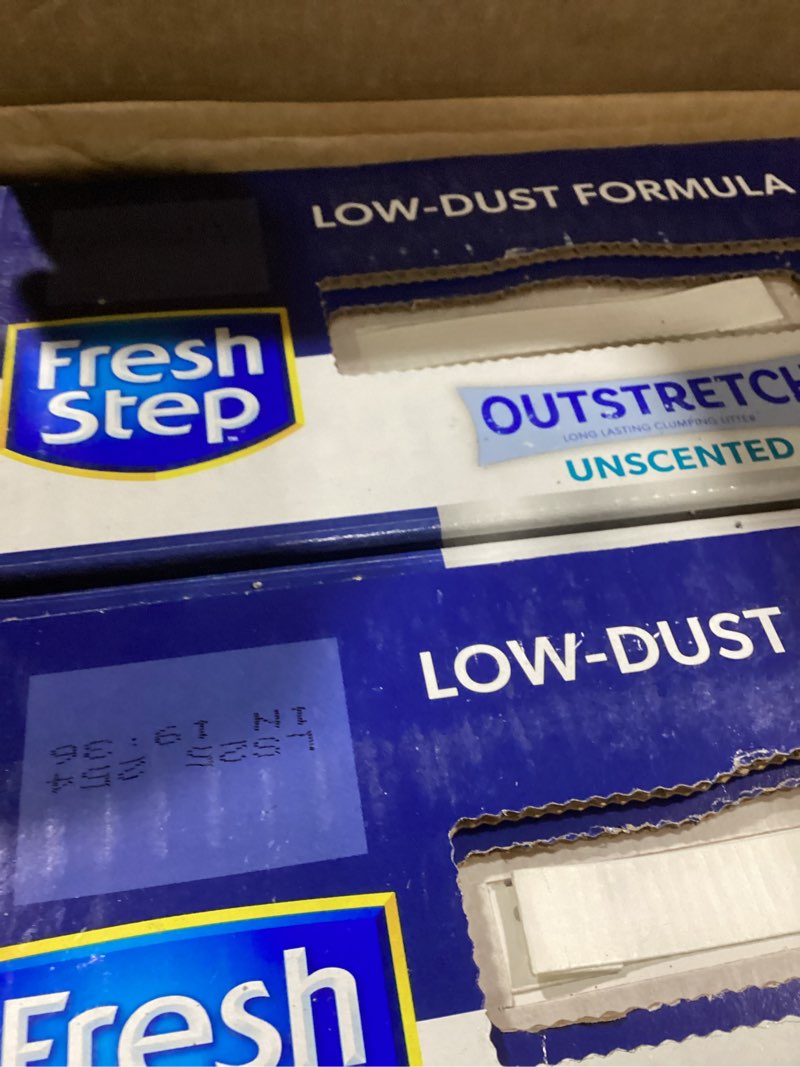 LOW-DUST FORMULA
Fresh
Step
OUTSTRETCH
LONG LASTING CLUMPING LITTER
UNSCENTED
LOW-DUST
Fresh